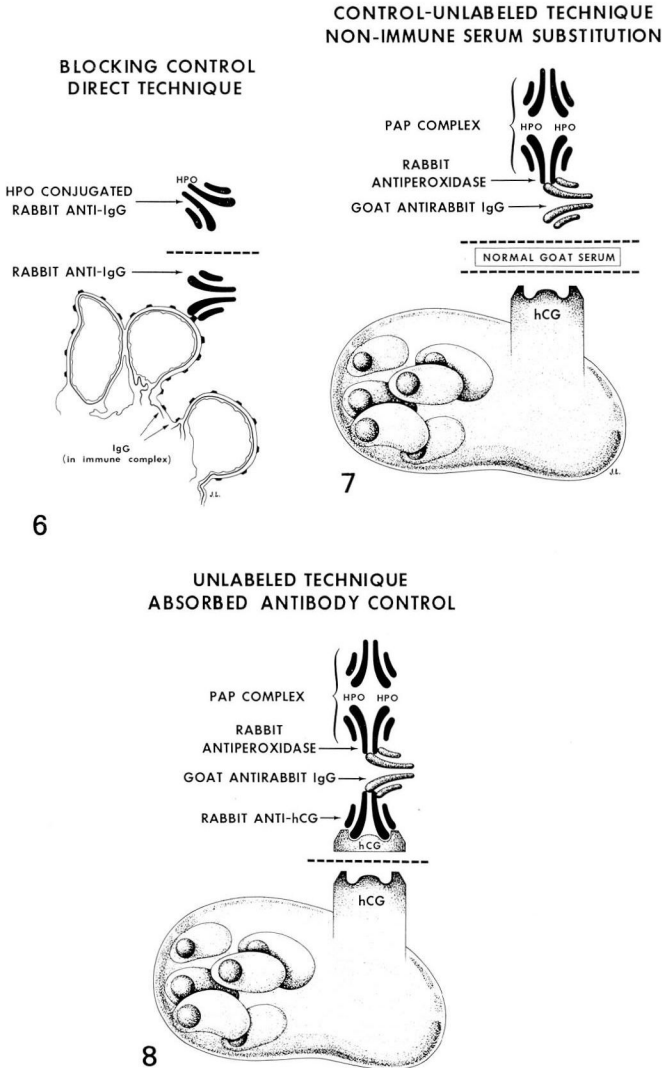 BLOCKING CONTROL
DIRECT TECHNIQUE
HPO
HPO CONJUGATED
RABBIT ANTI-IgG
RABBIT ANTI-IgG
IgG
(in immune complex)
J.L.
6
CONTROL-UNLABELED TECHNIQUE
NON-IMMUNE SERUM SUBSTITUTION
PAP COMPLEX
HPO HPO
RABBIT
ANTIPEROXIDASE
GOAT ANTIRABBIT IgG
NORMAL GOAT SERUM
hCG
J.L.
7
UNLABELED TECHNIQUE
ABSORBED ANTIBODY CONTROL
PAP COMPLEX
HPO HPO
RABBIT
ANTIPEROXIDASE
GOAT ANTIRABBIT IgG
RABBIT ANTI-hCG
hCG
hCG
8